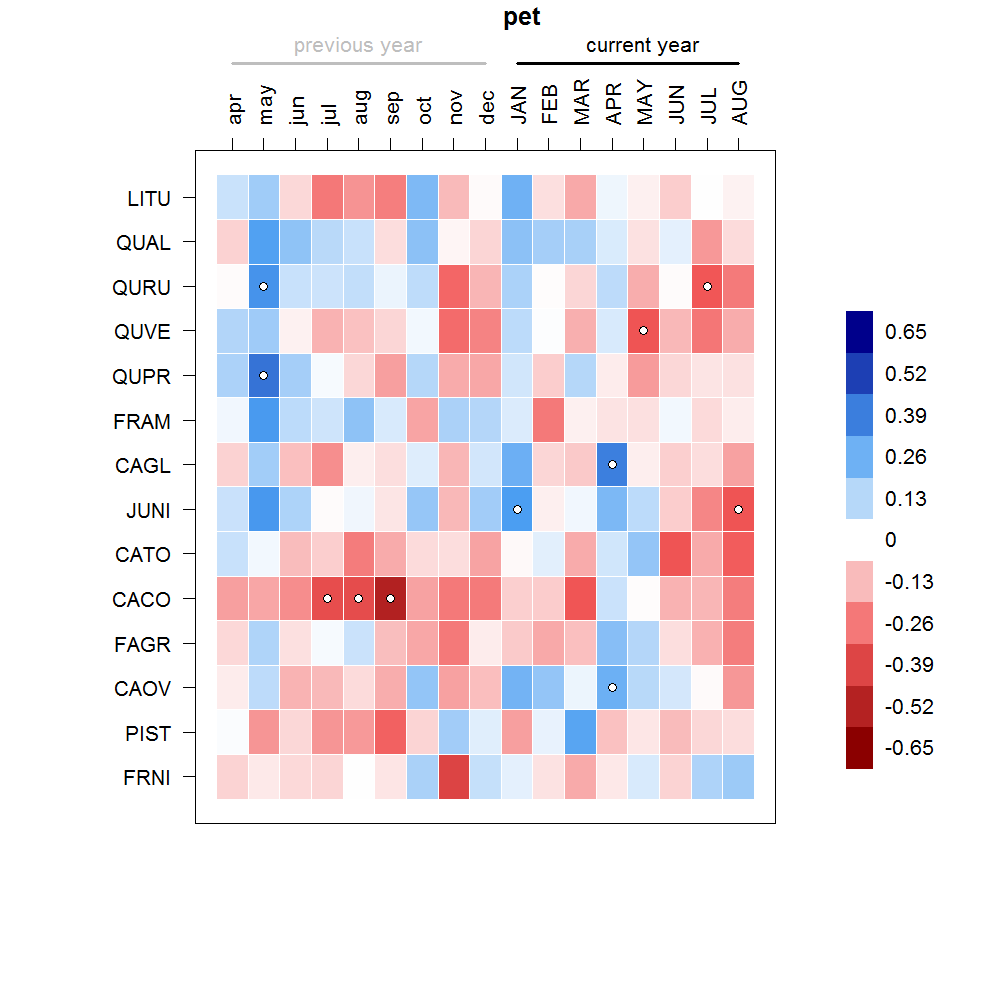 pet
previous year current year
apr may jun jul aug sep oct nov dec JAN FEB MAR APR MAY JUN JUL AUG
LITU
QUAL
QURU
QUVE
QUPR
FRAM
CAGL
JUNI
CATO
CACO
FAGR
CAOV
PIST
FRNI
0.65
0.52
0.39
0.26
0.13
0
-0.13
-0.26
-0.39
-0.52
-0.65